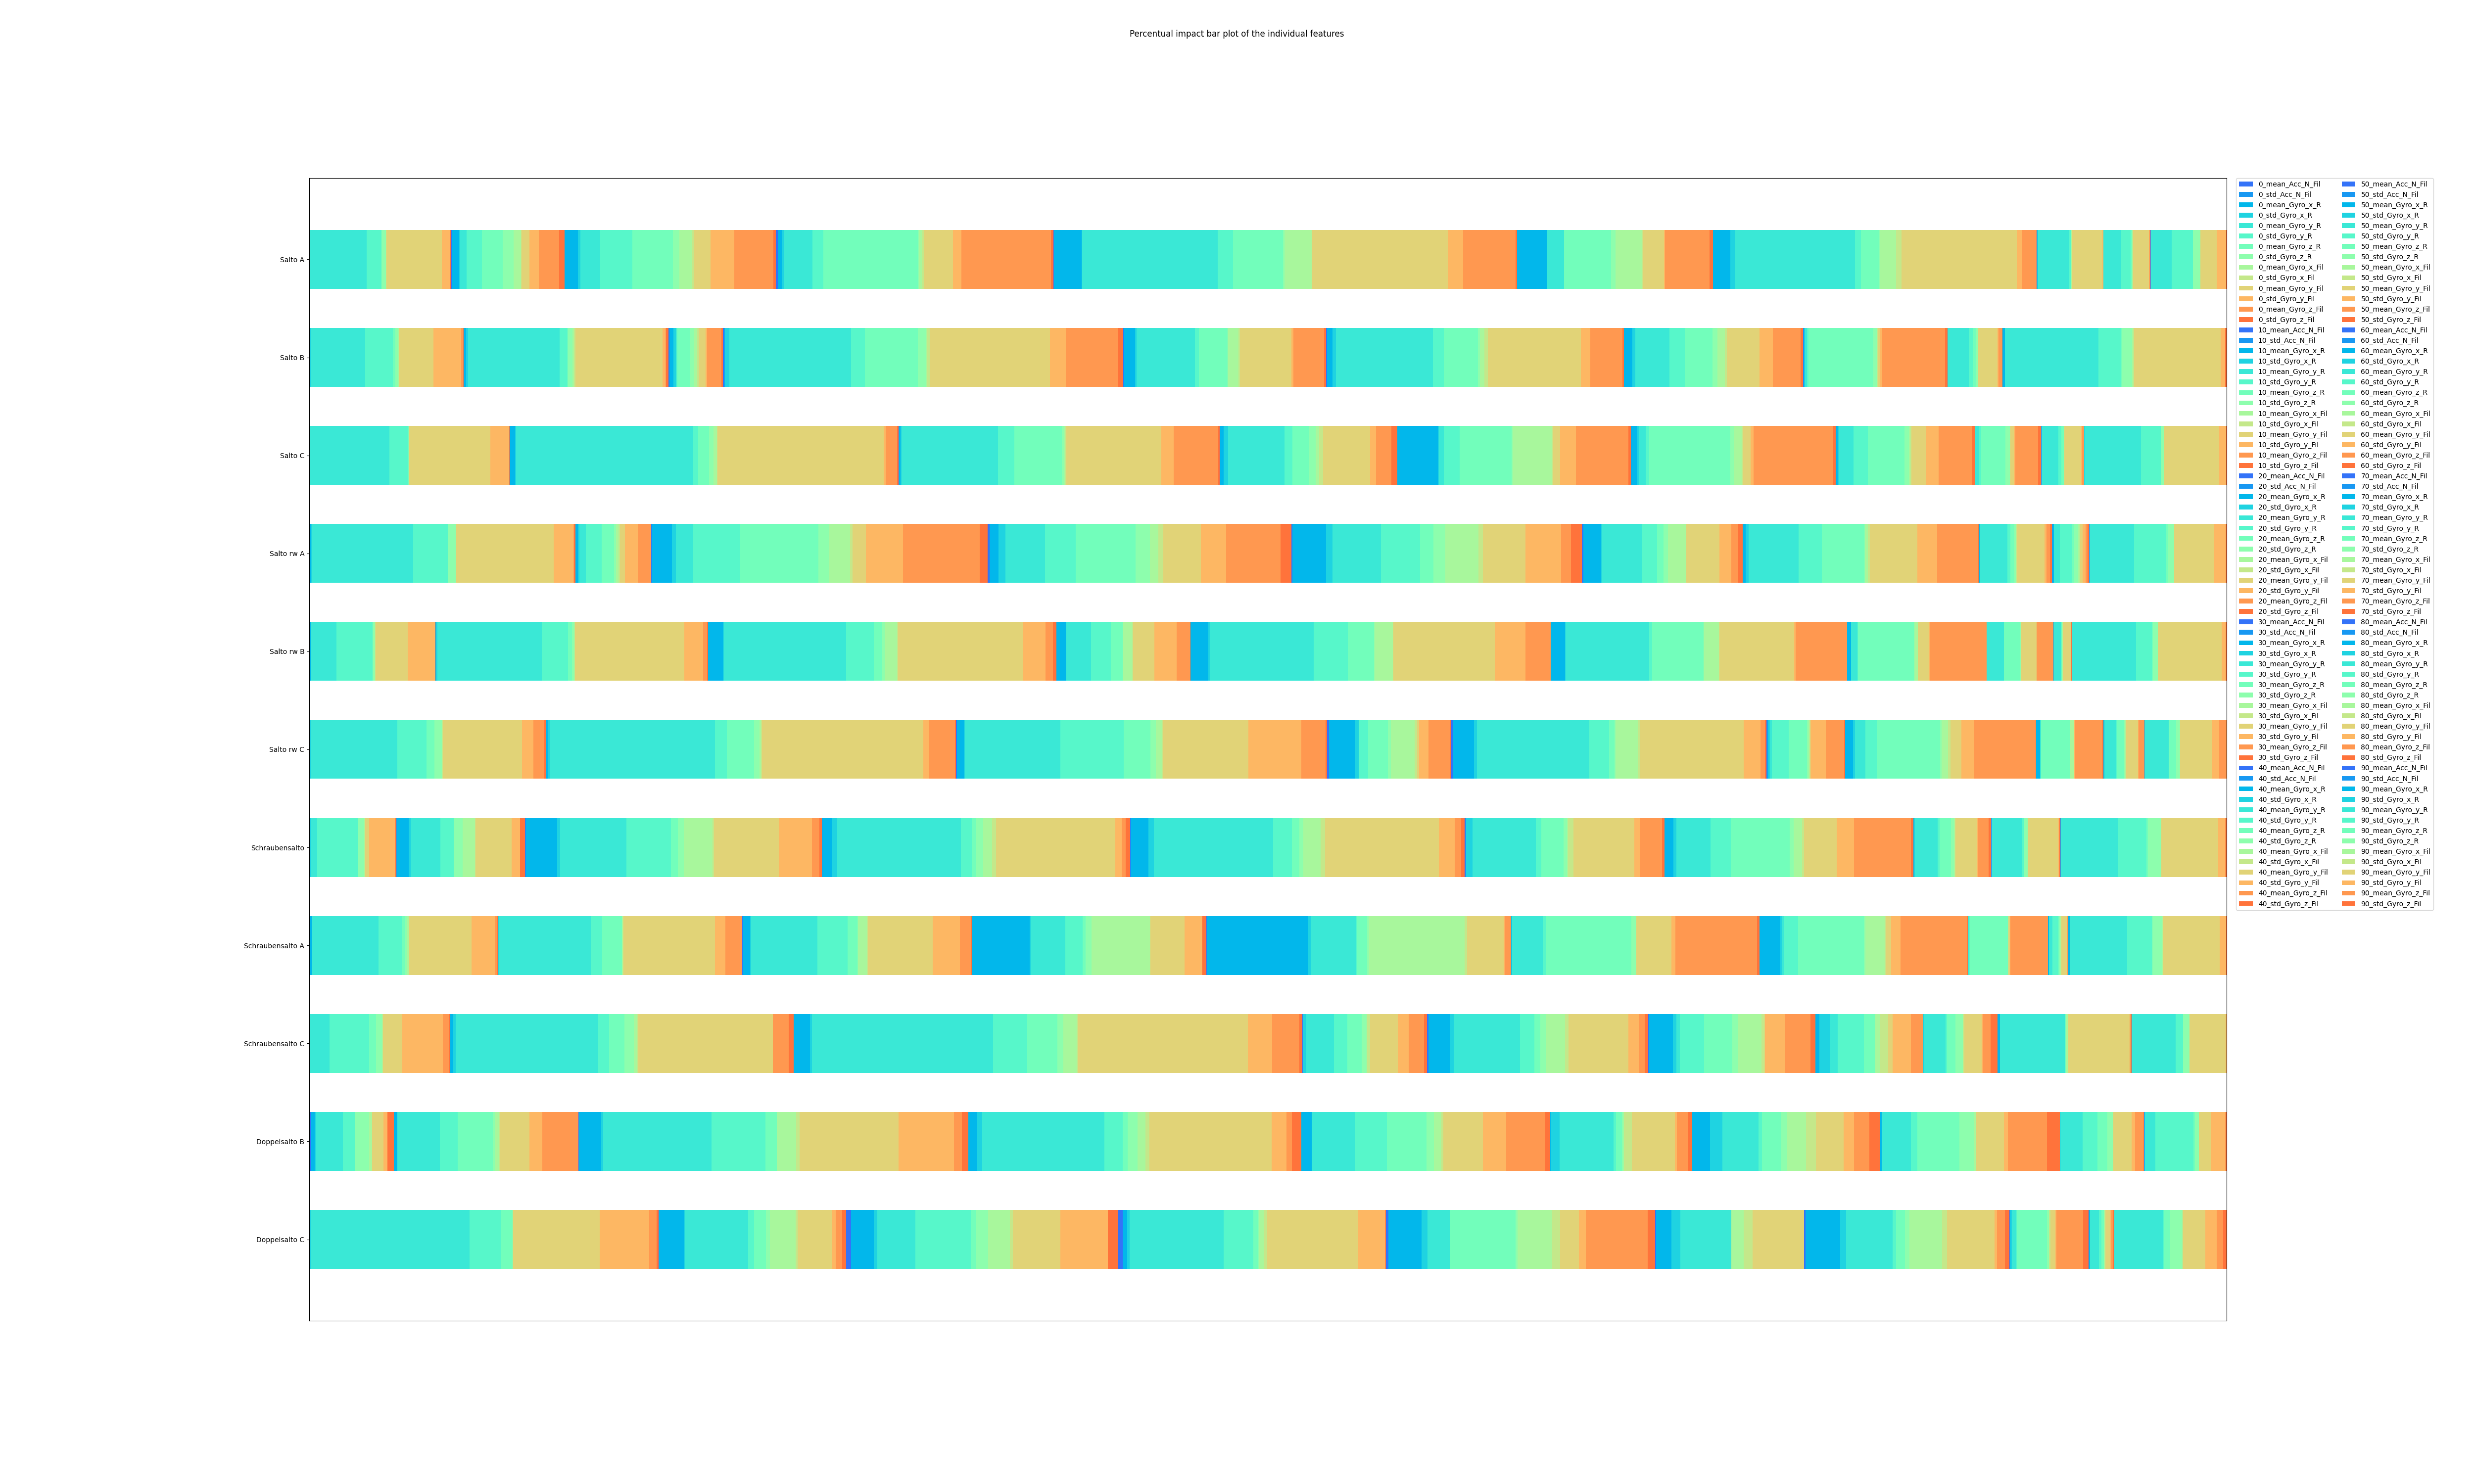 Percentual impact bar plot of the individual features
Salto A
Salto B
Salto C
Salto rw A
Salto rw B
Salto rw C
Schraubensalto
Schraubensalto A
Schraubensalto C
Doppelsalto B
Doppelsalto C
0_mean_Acc_N_Fil
0_std_Acc_N_Fil
0_mean_Gyro_x_R
0_std_Gyro_x_R
0_mean_Gyro_y_R
0_std_Gyro_y_R
0_mean_Gyro_z_R
0_std_Gyro_z_R
0_mean_Gyro_x_Fil
0_std_Gyro_x_Fil
0_mean_Gyro_y_Fil
0_std_Gyro_y_Fil
0_mean_Gyro_z_Fil
0_std_Gyro_z_Fil
10_mean_Acc_N_Fil
10_std_Acc_N_Fil
10_mean_Gyro_x_R
10_std_Gyro_x_R
10_mean_Gyro_y_R
10_std_Gyro_y_R
10_mean_Gyro_z_R
10_std_Gyro_z_R
10_mean_Gyro_x_Fil
10_std_Gyro_x_Fil
10_mean_Gyro_y_Fil
10_std_Gyro_y_Fil
10_mean_Gyro_z_Fil
10_std_Gyro_z_Fil
20_mean_Acc_N_Fil
20_std_Acc_N_Fil
20_mean_Gyro_x_R
20_std_Gyro_x_R
20_mean_Gyro_y_R
20_std_Gyro_y_R
20_mean_Gyro_z_R
20_std_Gyro_z_R
20_mean_Gyro_x_Fil
20_std_Gyro_x_Fil
20_mean_Gyro_y_Fil
20_std_Gyro_y_Fil
20_mean_Gyro_z_Fil
20_std_Gyro_z_Fil
30_mean_Acc_N_Fil
30_std_Acc_N_Fil
30_mean_Gyro_x_R
30_std_Gyro_x_R
30_mean_Gyro_y_R
30_std_Gyro_y_R
30_mean_Gyro_z_R
30_std_Gyro_z_R
30_mean_Gyro_x_Fil
30_std_Gyro_x_Fil
30_mean_Gyro_y_Fil
30_std_Gyro_y_Fil
30_mean_Gyro_z_Fil
30_std_Gyro_z_Fil
40_mean_Acc_N_Fil
40_std_Acc_N_Fil
40_mean_Gyro_x_R
40_std_Gyro_x_R
40_mean_Gyro_y_R
40_std_Gyro_y_R
40_mean_Gyro_z_R
40_std_Gyro_z_R
40_mean_Gyro_x_Fil
40_std_Gyro_x_Fil
40_mean_Gyro_y_Fil
40_std_Gyro_y_Fil
40_mean_Gyro_z_Fil
40_std_Gyro_z_Fil
50_mean_Acc_N_Fil
50_std_Acc_N_Fil
50_mean_Gyro_x_R
50_std_Gyro_x_R
50_mean_Gyro_y_R
50_std_Gyro_y_R
50_mean_Gyro_z_R
50_std_Gyro_z_R
50_mean_Gyro_x_Fil
50_std_Gyro_x_Fil
50_mean_Gyro_y_Fil
50_std_Gyro_y_Fil
50_mean_Gyro_z_Fil
50_std_Gyro_z_Fil
60_mean_Acc_N_Fil
60_std_Acc_N_Fil
60_mean_Gyro_x_R
60_std_Gyro_x_R
60_mean_Gyro_y_R
60_std_Gyro_y_R
60_mean_Gyro_z_R
60_std_Gyro_z_R
60_mean_Gyro_x_Fil
60_std_Gyro_x_Fil
60_mean_Gyro_y_Fil
60_std_Gyro_y_Fil
60_mean_Gyro_z_Fil
60_std_Gyro_z_Fil
70_mean_Acc_N_Fil
70_std_Acc_N_Fil
70_mean_Gyro_x_R
70_std_Gyro_x_R
70_mean_Gyro_y_R
70_std_Gyro_y_R
70_mean_Gyro_z_R
70_std_Gyro_z_R
70_mean_Gyro_x_Fil
70_std_Gyro_x_Fil
70_mean_Gyro_y_Fil
70_std_Gyro_y_Fil
70_mean_Gyro_z_Fil
70_std_Gyro_z_Fil
80_mean_Acc_N_Fil
80_std_Acc_N_Fil
80_mean_Gyro_x_R
80_std_Gyro_x_R
80_mean_Gyro_y_R
80_std_Gyro_y_R
80_mean_Gyro_z_R
80_std_Gyro_z_R
80_mean_Gyro_x_Fil
80_std_Gyro_x_Fil
80_mean_Gyro_y_Fil
80_std_Gyro_y_Fil
80_mean_Gyro_z_Fil
80_std_Gyro_z_Fil
90_mean_Acc_N_Fil
90_std_Acc_N_Fil
90_mean_Gyro_x_R
90_std_Gyro_x_R
90_mean_Gyro_y_R
90_std_Gyro_y_R
90_mean_Gyro_z_R
90_std_Gyro_z_R
90_mean_Gyro_x_Fil
90_std_Gyro_x_Fil
90_mean_Gyro_y_Fil
90_std_Gyro_y_Fil
90_mean_Gyro_z_Fil
90_std_Gyro_z_Fil